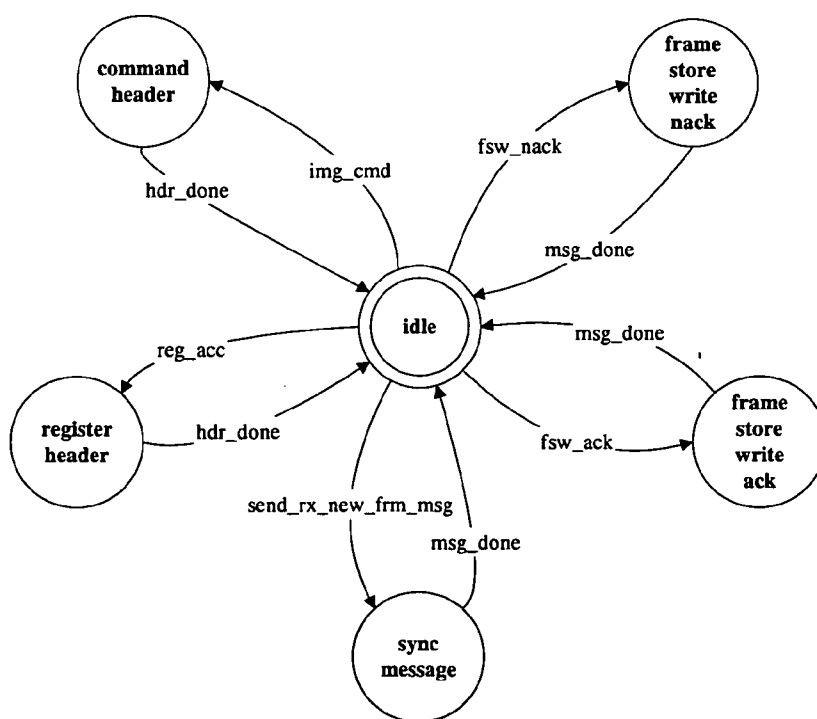 command
header
frame
store
write
nack
fsw_nack
img_cmd
hdr_done
msg_done
idle
msg_done
reg_acc
frame
store
write
ack
register
header
hdr_done
fsw_ack
send_rx_new_frm_msg
msg_done
sync
message